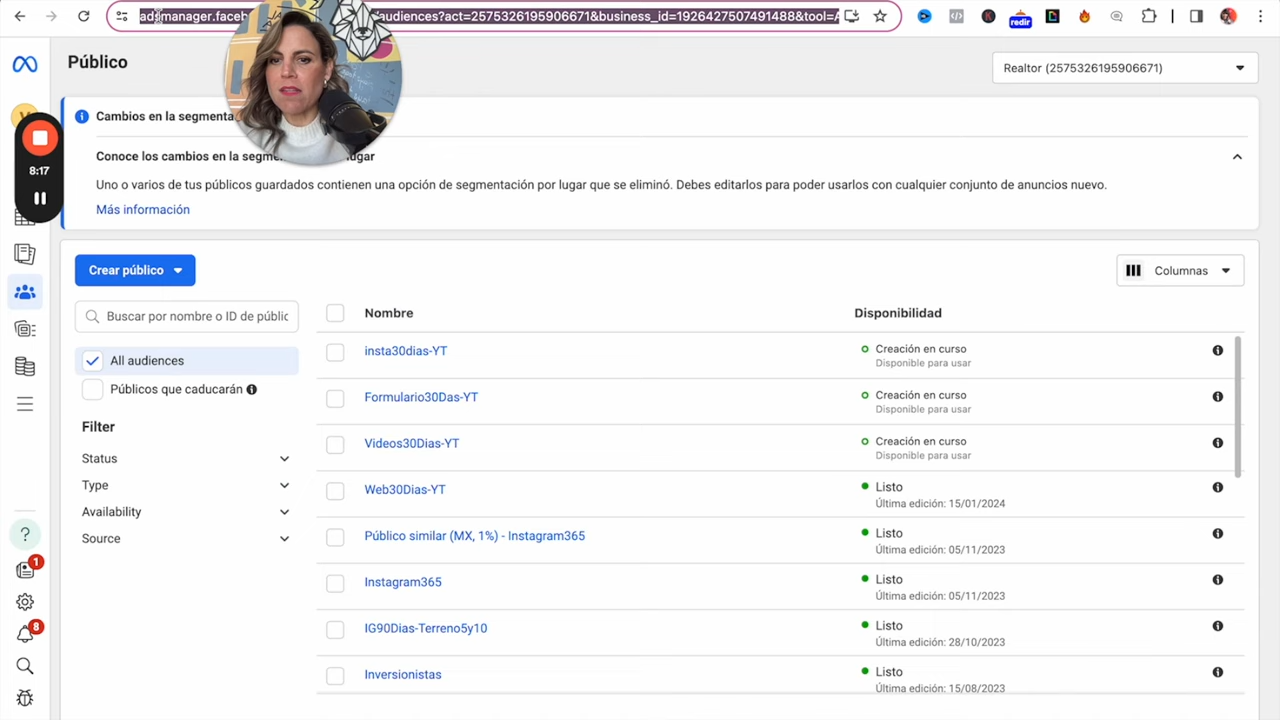 adsmanager.faceb
audiences?act=2575326195906671&business_id=1926427507491488&tool=A
redir
Público
Realtor (2575326195906671)
Cambios en la segmenta
Conoce los cambios en la segme lugar
Uno o varios de tus públicos guardados contienen una opción de segmentación por lugar que se eliminó. Debes editarlos para poder usarlos con cualquier conjunto de anuncios nuevo.
Más información
8:17
Crear público
Columnas
Buscar por nombre o ID de públic
Nombre
Disponibilidad
All audiences
Públicos que caducarán
Filter
Status
Type
Availability
Source
insta30dias-YT
Creación en curso
Disponible para usar
Formulario30Das-YT
Creación en curso
Disponible para usar
Videos30Dias-YT
Creación en curso
Disponible para usar
Web30Dias-YT
Listo
Última edición: 15/01/2024
Público similar (MX, 1%) - Instagram365
Listo
Última edición: 05/11/2023
Instagram365
Listo
Última edición: 05/11/2023
IG90Dias-Terreno5y10
Listo
Última edición: 28/10/2023
Inversionistas
Listo
Última edición: 15/08/2023
?
1
8